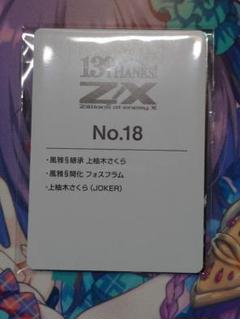 13th THANKS!
Z/X
Zillions of enemy X
No.18
・風雅§継承 上柚木さくら
・風雅§開化 フォスフラム
・上柚木さくら(JOKER)